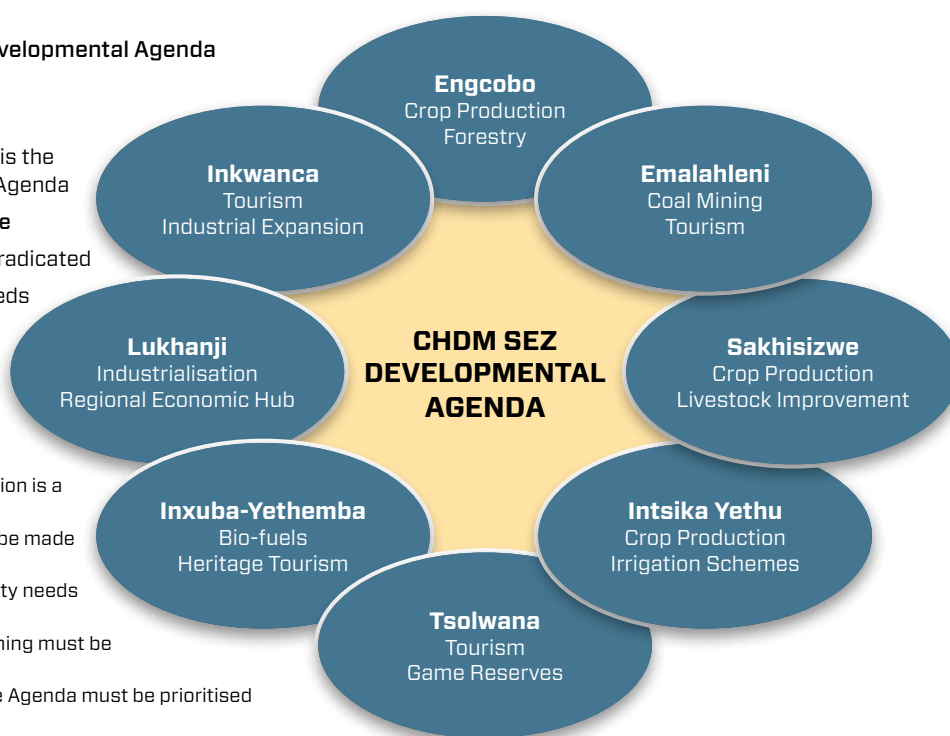 velopmental Agenda
is the
Agenda
e
radicated
eds
ion is a
be made
ty needs
ning must be
e Agenda must be prioritised
Engcobo
Crop Production
Forestry
Inkwanca
Tourism
Industrial Expansion
Emalahleni
Coal Mining
Tourism
Lukhanji
Industrialisation
Regional Economic Hub
CHDM SEZ
DEVELOPMENTAL
AGENDA
Sakhisizwe
Crop Production
Livestock Improvement
Inxuba-Yethemba
Bio-fuels
Heritage Tourism
Intsika Yethu
Crop Production
Irrigation Schemes
Tsolwana
Tourism
Game Reserves